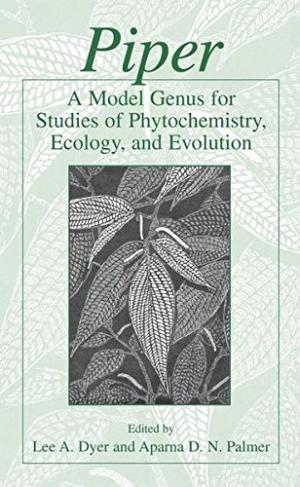 Piper
A Model Genus for
Studies of Phytochemistry,
Ecology, and Evolution
Edited by
Lee A. Dyer and Aparna D. N. Palmer